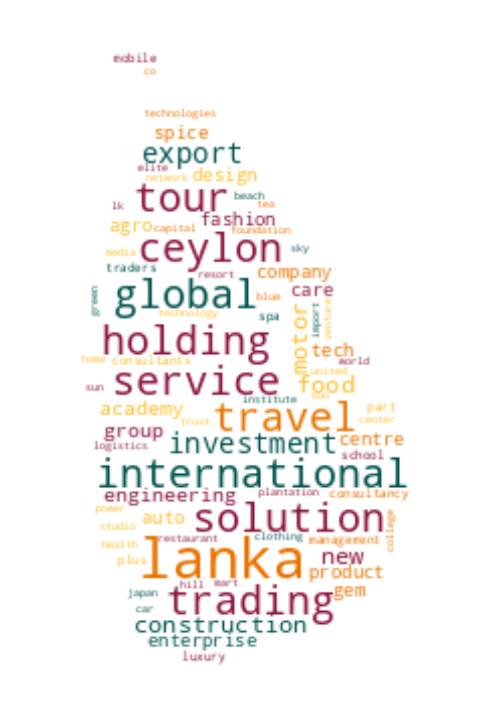 mobile
co
technologies
spice
export
elite
network design
tour beach
lk tea
fashion
agro capital foundation
ceylon sky
media
traders company
resort
global care
green blue
technology spa
motor import venture
holding tech
home consultants world
service united
sun food
institute sun
academy travel part
trust center
group investment centre
logistics school
international
engineering plantation consultancy
power
auto solution college
studio
restaurant clothing management
health lanka new
plus product
hill mart gem
japan trading
car
construction
enterprise
luxury